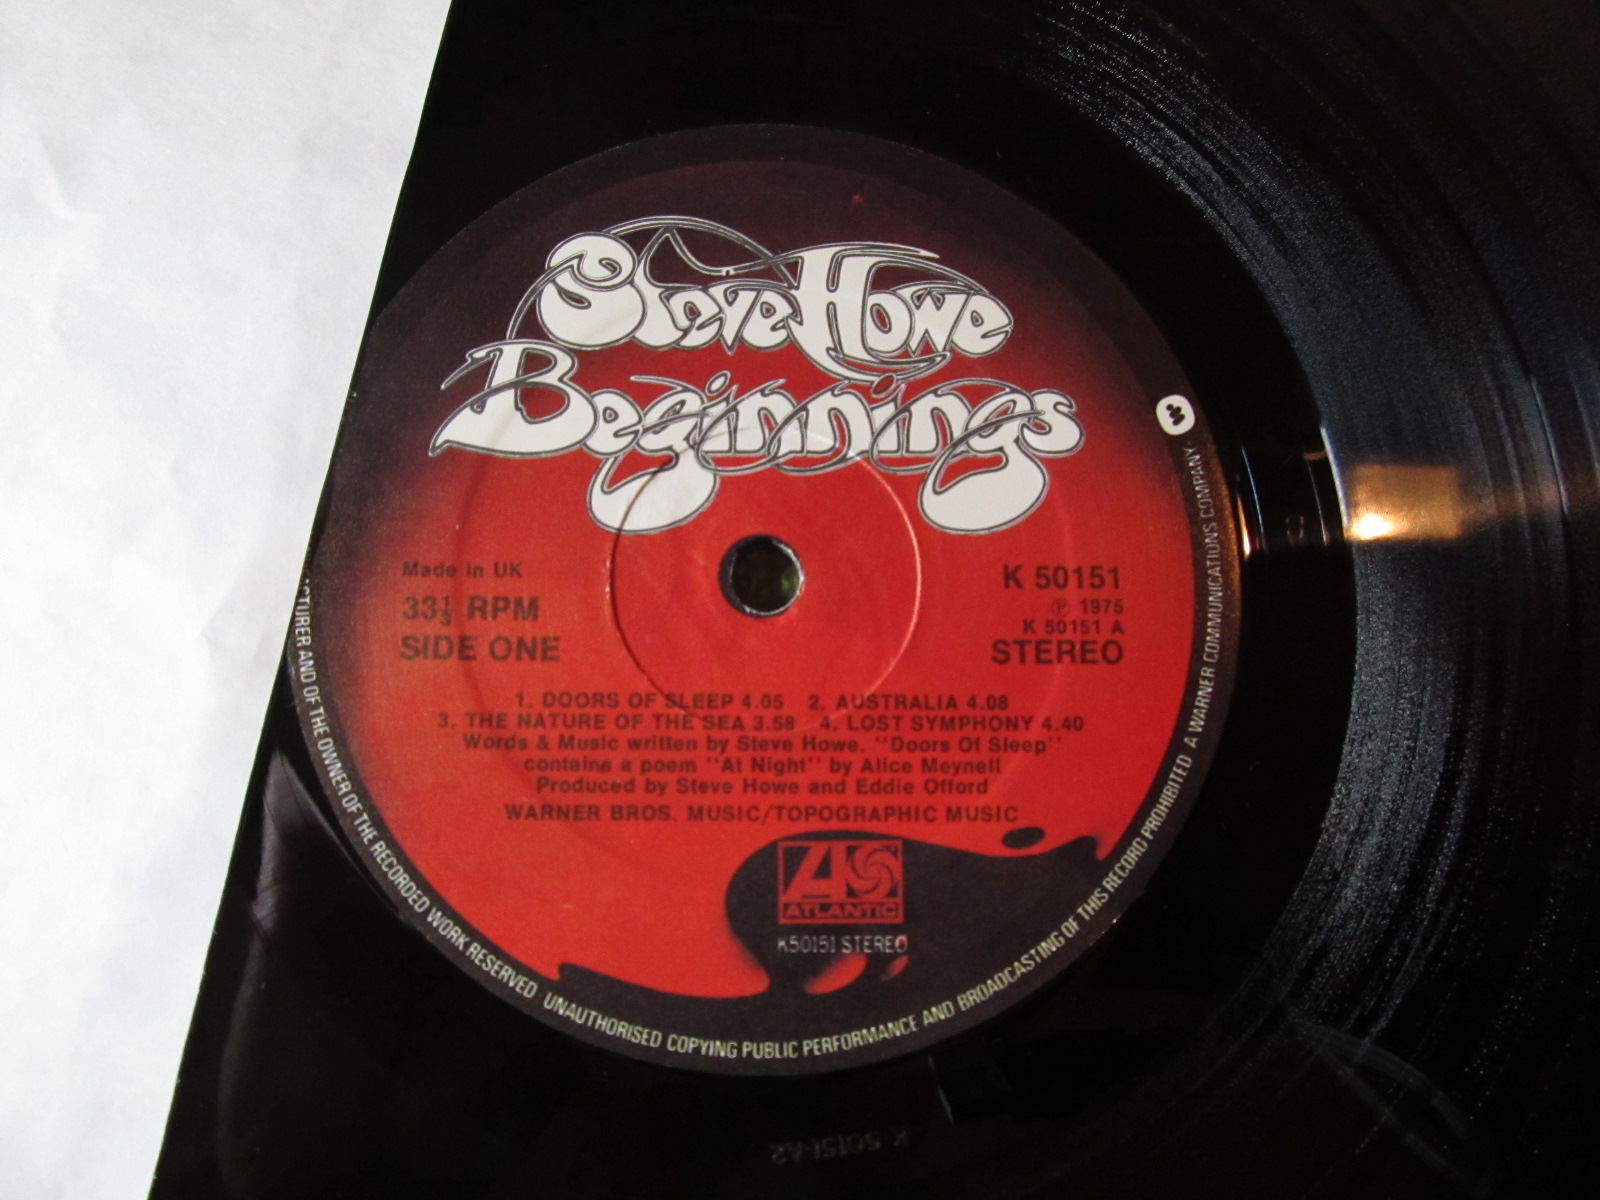 Steve Howe
Beginnings
Made in UK
33⅓ RPM
SIDE ONE
K 50151
℗ 1975
K 50151 A
STEREO
1. DOORS OF SLEEP 4.05 2. AUSTRALIA 4.08
3. THE NATURE OF THE SEA 3.58 4. LOST SYMPHONY 4.40
Words & Music written by Steve Howe. "Doors Of Sleep"
contains a poem "At Night" by Alice Meynell
Produced by Steve Howe and Eddie Offord
WARNER BROS. MUSIC/TOPOGRAPHIC MUSIC
ATLANTIC
K50151 STEREO
AND OF THE OWNER OF THE RECORDED WORK RESERVED UNAUTHORISED COPYING PUBLIC PERFORMANCE AND BROADCASTING OF THIS RECORD PROHIBITED A WARNER COMMUNICATIONS COMPANY·
K-50151-A2